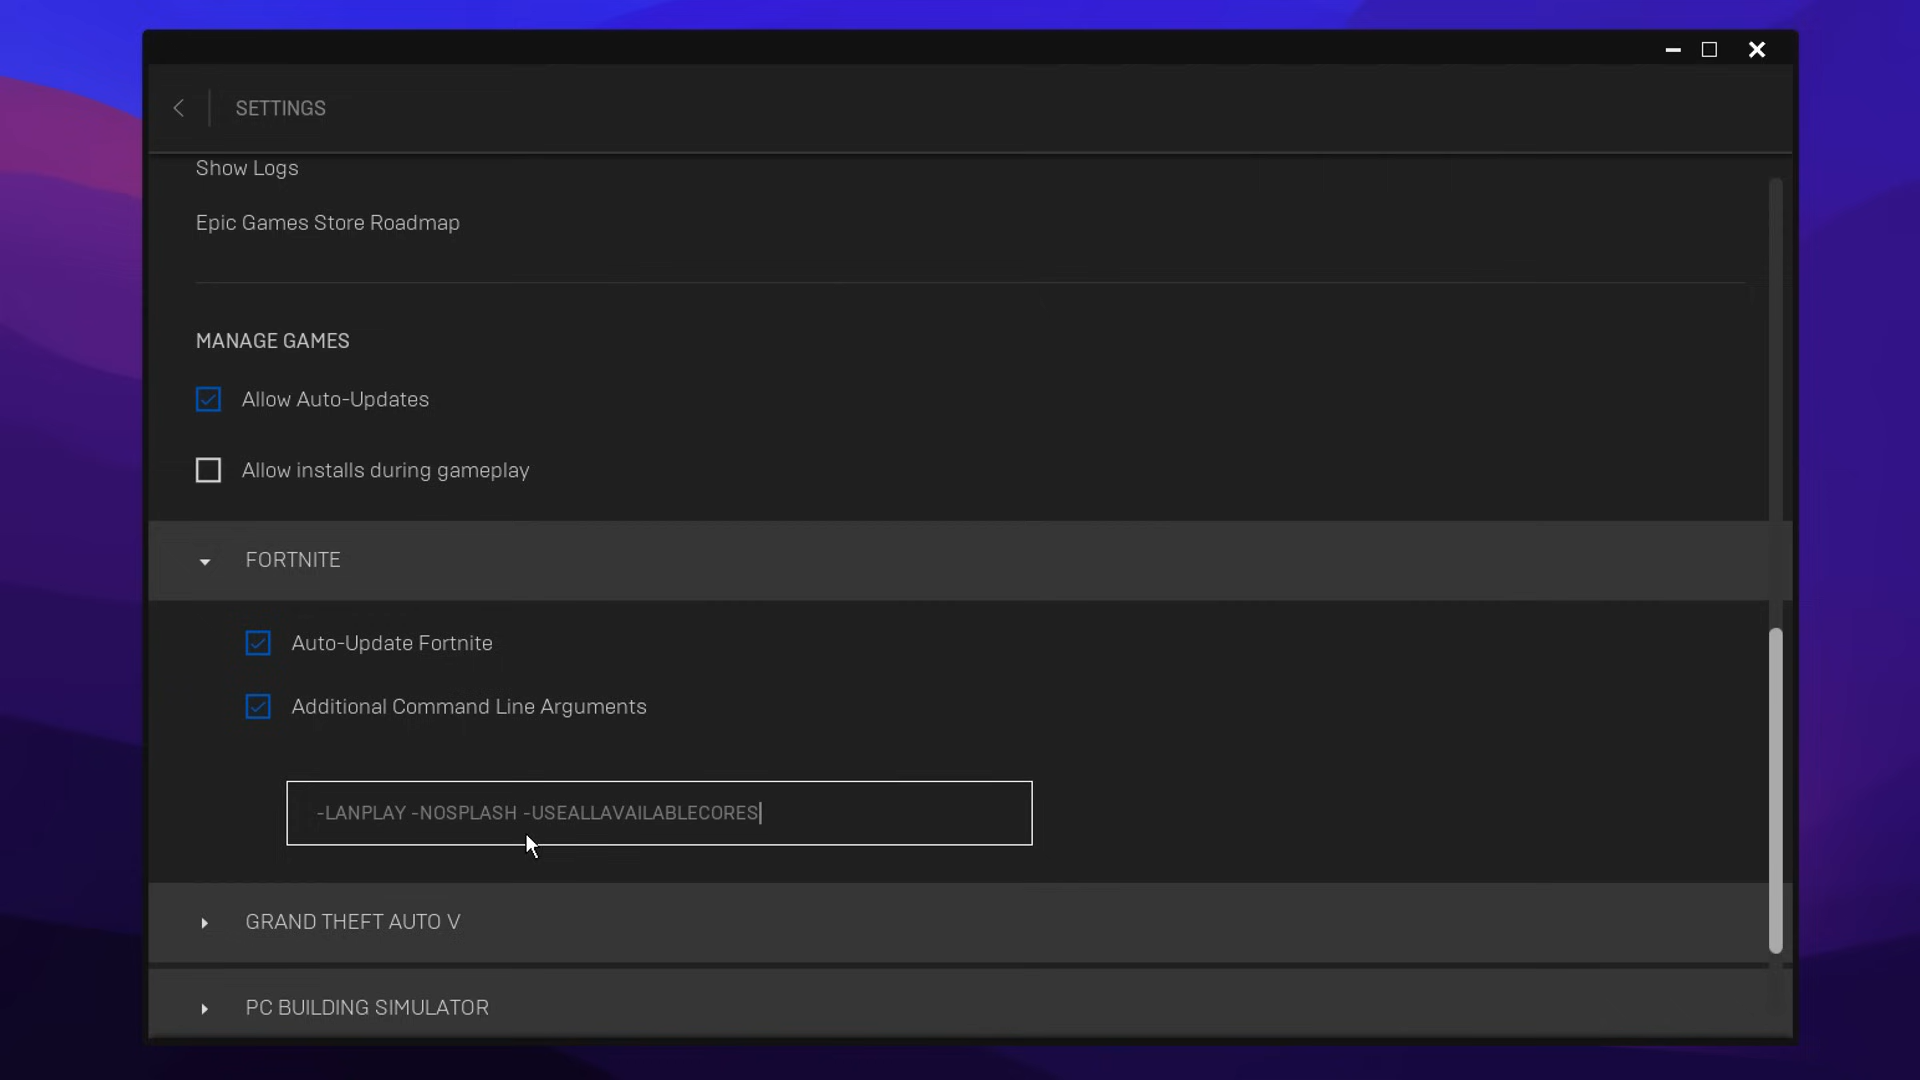 SETTINGS
Show Logs
Epic Games Store Roadmap
MANAGE GAMES
Allow Auto-Updates
Allow installs during gameplay
FORTNITE
Auto-Update Fortnite
Additional Command Line Arguments
-LANPLAY -NOSPLASH -USEALLAVAILABLECORES
GRAND THEFT AUTO V
PC BUILDING SIMULATOR